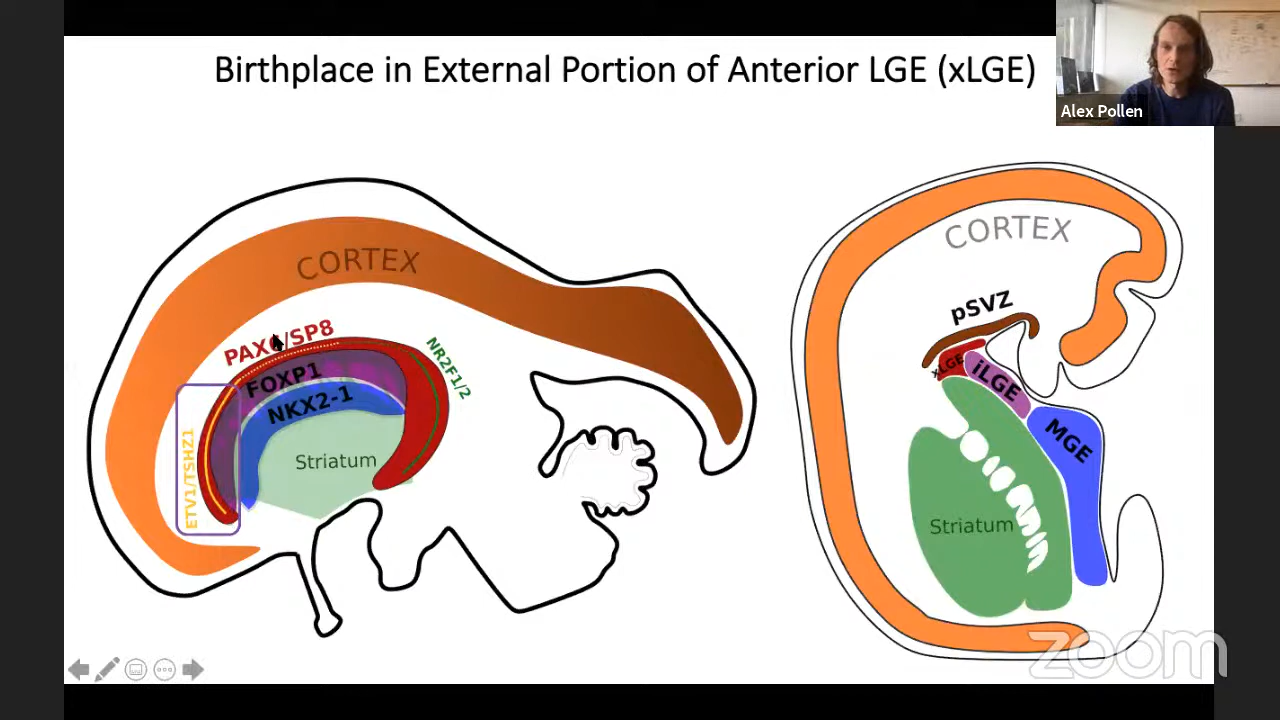 Birthplace in External Portion of Anterior LGE (xLGE)
Alex Pollen
CORTEX
PAX6/SP8
FOXP1
NKX2-1
NR2F1/2
ETV1/TSHZ1
Striatum
CORTEX
pSVZ
xLGE
iLGE
MGE
Striatum
zoom